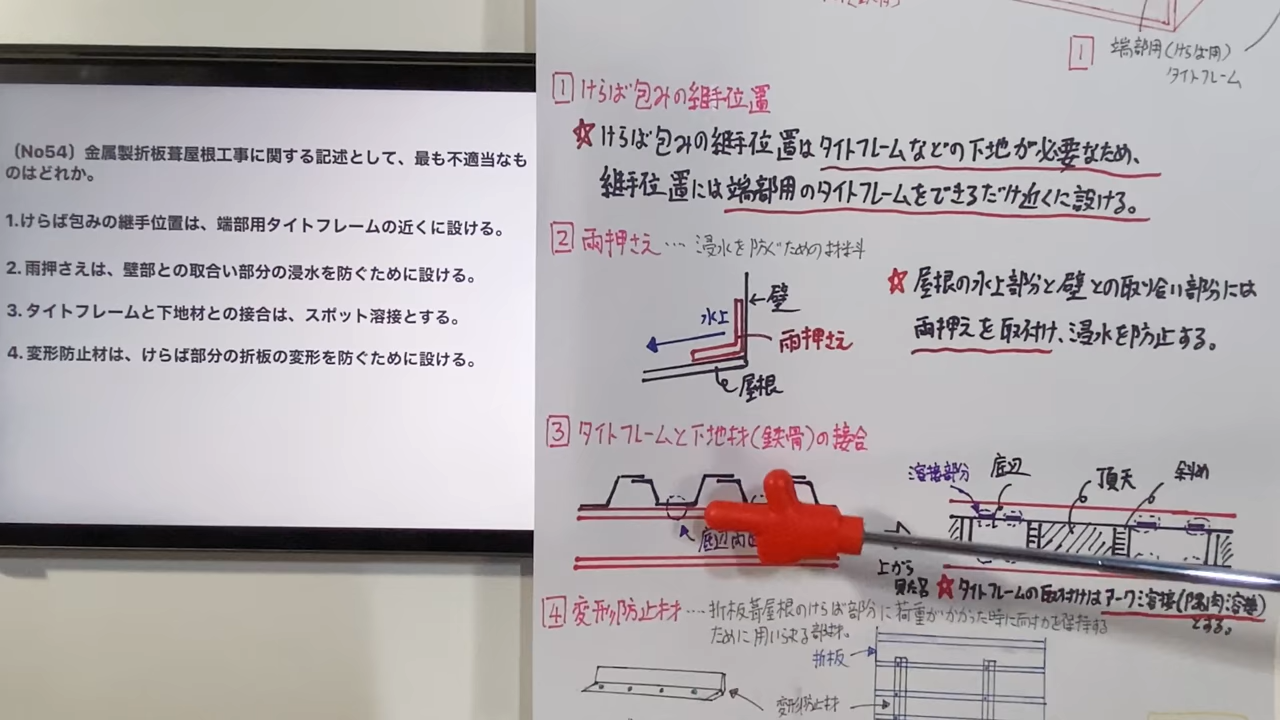 〔No54〕金属製折板葺屋根工事に関する記述として、最も不適当なも
のはどれか。
1.けらば包みの継手位置は、端部用タイトフレームの近くに設ける。
2.雨押さえは、壁部との取合い部分の浸水を防ぐために設ける。
3.タイトフレームと下地材との接合は、スポット溶接とする。
4.変形防止材は、けらば部分の折板の変形を防ぐために設ける。
1 端部用(けらば用)
タイトフレーム
1 けらば包みの継手位置
☆けらば包みの継手位置はタイトフレームなどの下地が必要なため、
継手位置には端部用のタイトフレームをできるだけ近くに設ける。
2 雨押さえ…浸水を防ぐための材料
壁
水上
雨押さえ
屋根
☆屋根の水上部分と壁との取り合い部分には
雨押えを取付け、浸水を防止する。
3 タイトフレームと下地材(鉄骨)の接合
底辺内
溶接部分
底辺
頂天
斜め
上から
見た図
☆タイトフレームの取付けはアーク溶接(隅肉溶接)
とする。
4 変形防止材…折板葺屋根のけらば部分に荷重がかかった時に耐力を保持する
ために用いられる部材。
折板
変形防止材